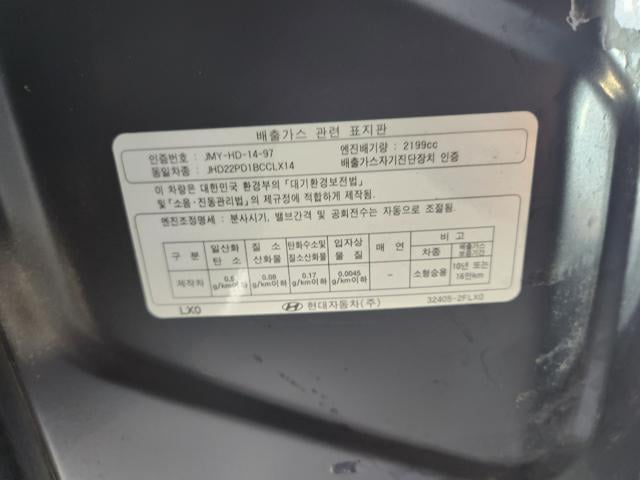 배출가스 관련 표지판
인증번호 : JMY-HD-14-97 엔진배기량 : 2199cc
동일차종 : JHD22PD1BCCLX14 배출가스자기진단장치 인증
이 차량은 대한민국 환경부의 『대기환경보전법』
및 『소음·진동관리법』의 제규정에 적합하게 제작됨.
엔진조정명세 : 분사시기, 밸브간격 및 공회전수는 자동으로 조절됨.
구 분 일산화 탄 소 질 소 산화물 탄화수소및 질소산화물 입자상 물 질 매 연 비 고
차종 배출가스 보증기간
제작차 0.5 g/km이하 0.08 g/km이하 0.17 g/km이하 0.0045 g/km이하 - 소형승용 10년 또는 16만km
LX0 현대자동차(주) 32405-2FLX0